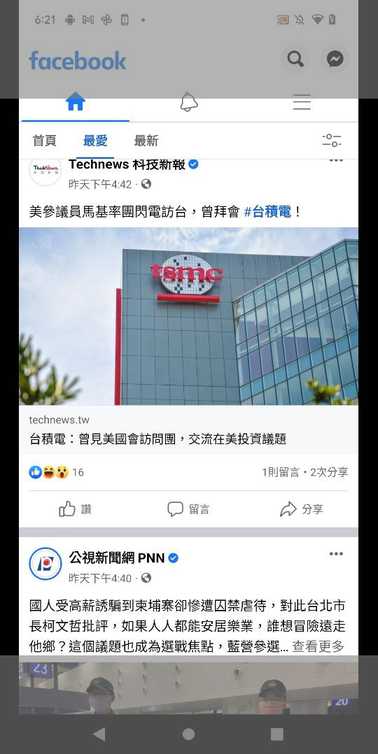 6:21
facebook
首頁 最愛 最新
Technews 科技新報
昨天下午4:42
美參議員馬基率團閃電訪台，曾拜會 #台積電！
tsmc
technews.tw
台積電：曾見美國會訪問團，交流在美投資議題
16 1則留言・2次分享
讚 留言 分享
公視新聞網 PNN
昨天下午4:40
國人受高薪誘騙到柬埔寨卻慘遭囚禁虐待，對此台北市
長柯文哲批評，如果人人都能安居樂業，誰想冒險遠走
他鄉？這個議題也成為選戰焦點，藍營參選... 查看更多
23
20